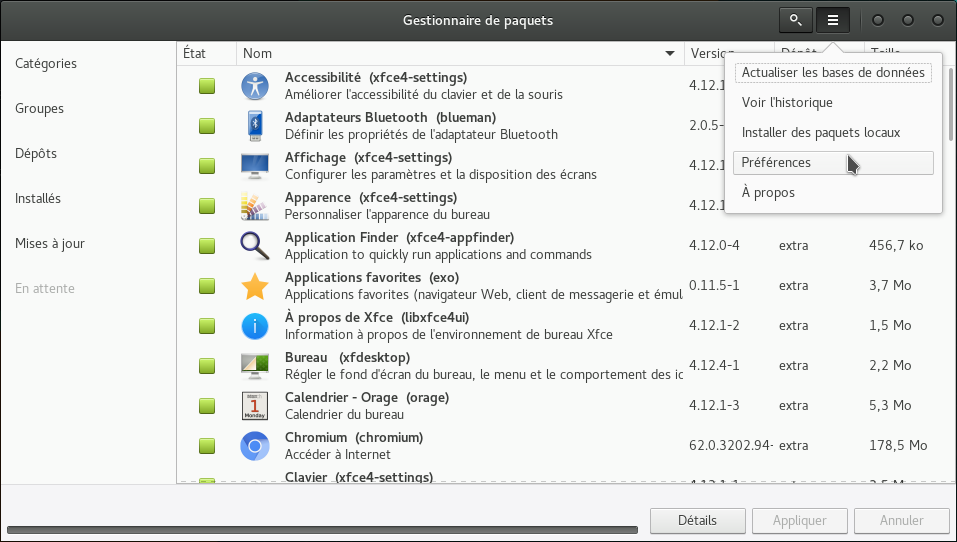 Gestionnaire de paquets
Catégories
Groupes
Dépôts
Installés
Mises à jour
En attente
État Nom Version Dépôt Taille
Accessibilité (xfce4-settings)
Améliorer l'accessibilité du clavier et de la souris
4.12.1
Adaptateurs Bluetooth (blueman)
Définir les propriétés de l'adaptateur Bluetooth
2.0.5-
Affichage (xfce4-settings)
Configurer les paramètres et la disposition des écrans
4.12.1
Apparence (xfce4-settings)
Personnaliser l'apparence du bureau
4.12.1
Application Finder (xfce4-appfinder)
Application to quickly run applications and commands
4.12.0-4 extra 456,7 ko
Applications favorites (exo)
Applications favorites (navigateur Web, client de messagerie et émul
0.11.5-1 extra 3,7 Mo
À propos de Xfce (libxfce4ui)
Information à propos de l'environnement de bureau Xfce
4.12.1-2 extra 1,5 Mo
Bureau (xfdesktop)
Régler le fond d'écran du bureau, le menu et le comportement des ic
4.12.4-1 extra 2,2 Mo
Calendrier - Orage (orage)
Calendrier du bureau
4.12.1-3 extra 5,3 Mo
Chromium (chromium)
Accéder à Internet
62.0.3202.94- extra 178,5 Mo
Clavier (xfce4-settings)
Actualiser les bases de données
Voir l'historique
Installer des paquets locaux
Préférences
À propos
Détails
Appliquer
Annuler